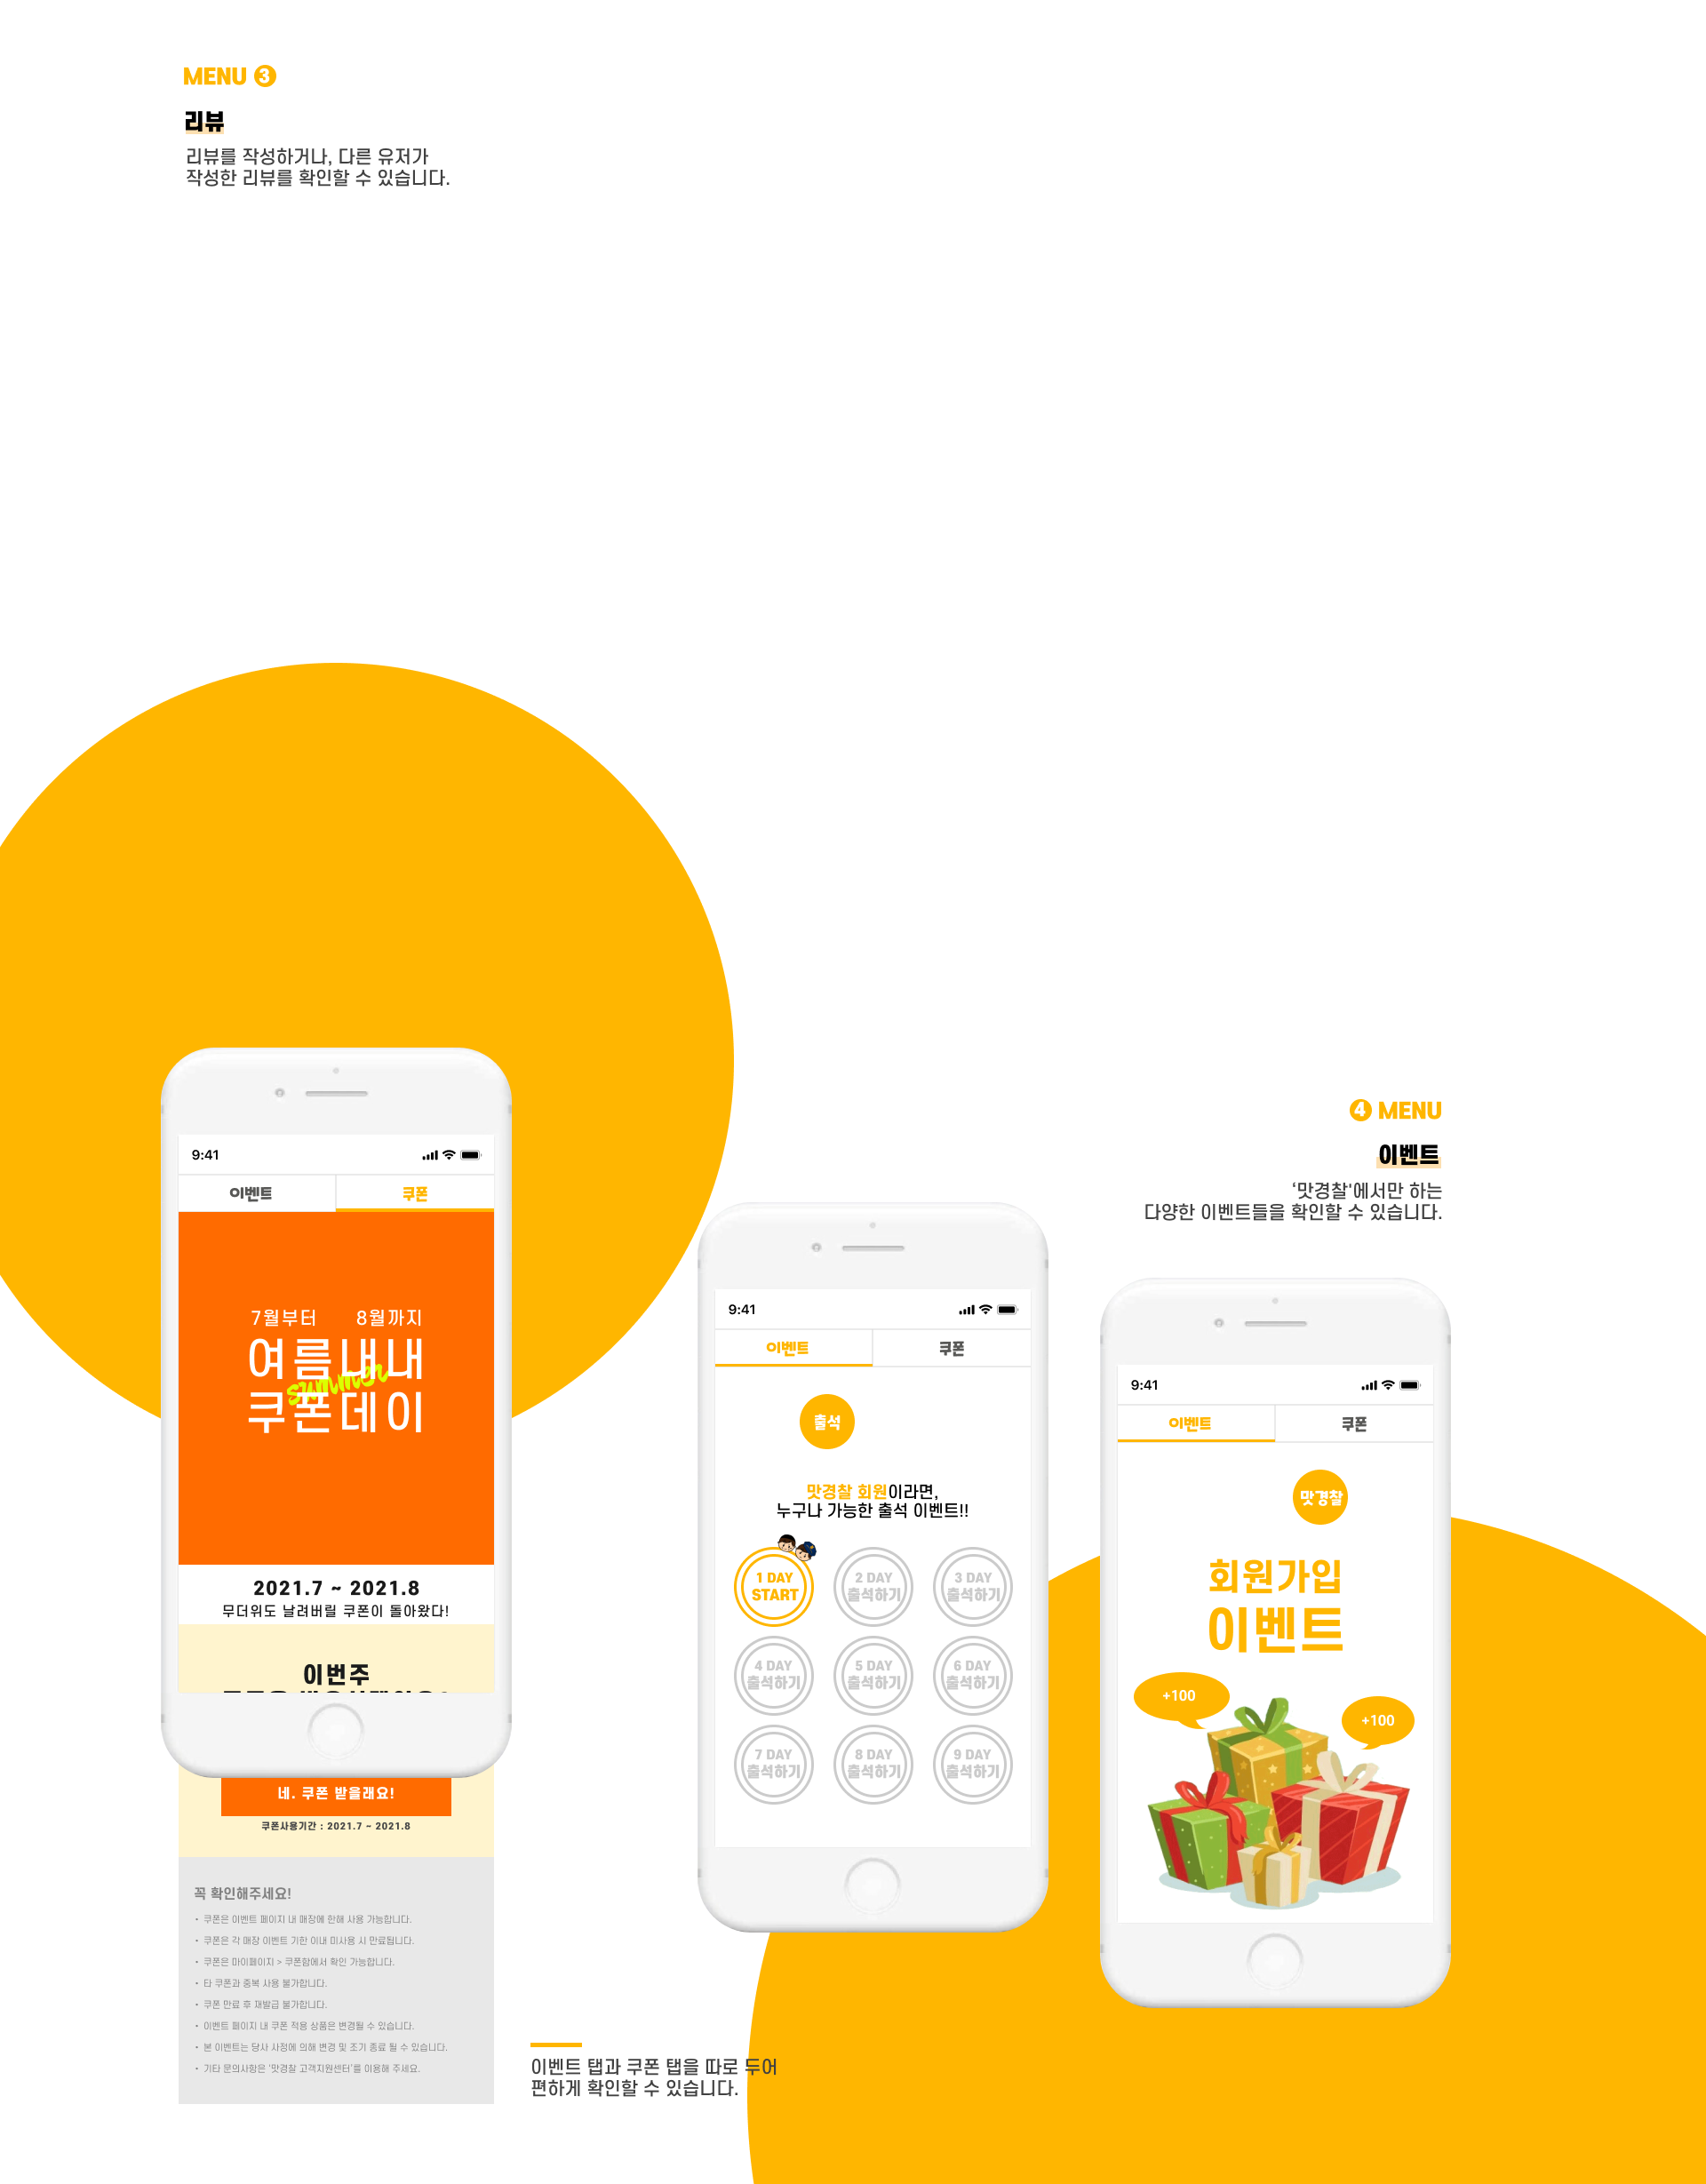 MENU 3
리뷰
리뷰를 작성하거나, 다른 유저가
작성한 리뷰를 확인할 수 있습니다.
9:41
이벤트 쿠폰
7월부터 8월까지
여름내내
summer
쿠폰데이
2021.7 ~ 2021.8
무더위도 날려버릴 쿠폰이 돌아왔다!
이번주
네. 쿠폰 받을래요!
쿠폰사용기간 : 2021.7 ~ 2021.8
꼭 확인해주세요!
• 쿠폰은 이벤트 페이지 내 매장에 한해 사용 가능합니다.
• 쿠폰은 각 매장 이벤트 기한 이내 미사용 시 만료됩니다.
• 쿠폰은 마이페이지 > 쿠폰함에서 확인 가능합니다.
• 타 쿠폰과 중복 사용 불가합니다.
• 쿠폰 만료 후 재발급 불가합니다.
• 이벤트 페이지 내 쿠폰 적용 상품은 변경될 수 있습니다.
• 본 이벤트는 당사 사정에 의해 변경 및 조기 종료 될 수 있습니다.
• 기타 문의사항은 '맛경찰 고객지원센터'를 이용해 주세요.
9:41
이벤트 쿠폰
출석
맛경찰 회원이라면,
누구나 가능한 출석 이벤트!!
1 DAY 2 DAY 3 DAY
START 출석하기 출석하기
4 DAY 5 DAY 6 DAY
출석하기 출석하기 출석하기
7 DAY 8 DAY 9 DAY
출석하기 출석하기 출석하기
4 MENU
이벤트
‘맛경찰'에서만 하는
다양한 이벤트들을 확인할 수 있습니다.
9:41
이벤트 쿠폰
맛경찰
회원가입
이벤트
+100
+100
이벤트 탭과 쿠폰 탭을 따로 두어
편하게 확인할 수 있습니다.